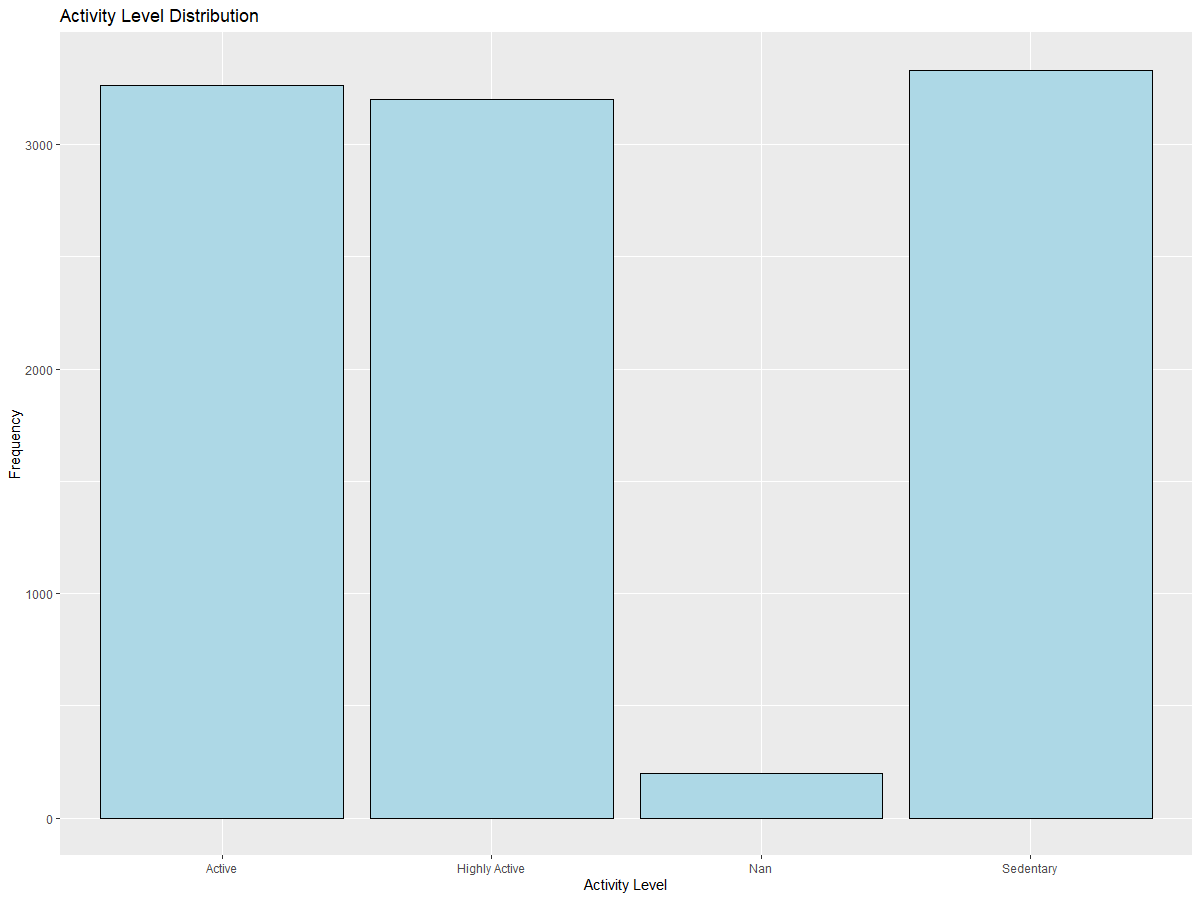 Activity Level Distribution
Frequency
3000
2000
1000
0
Active
Highly Active
Nan
Sedentary
Activity Level